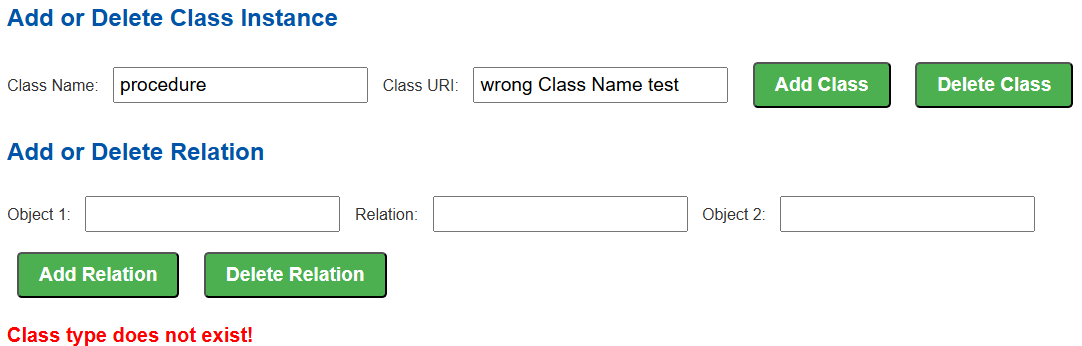 Add or Delete Class Instance
Class Name: procedure Class URI: wrong Class Name test Add Class Delete Class
Add or Delete Relation
Object 1: Relation: Object 2:
Add Relation Delete Relation
Class type does not exist!